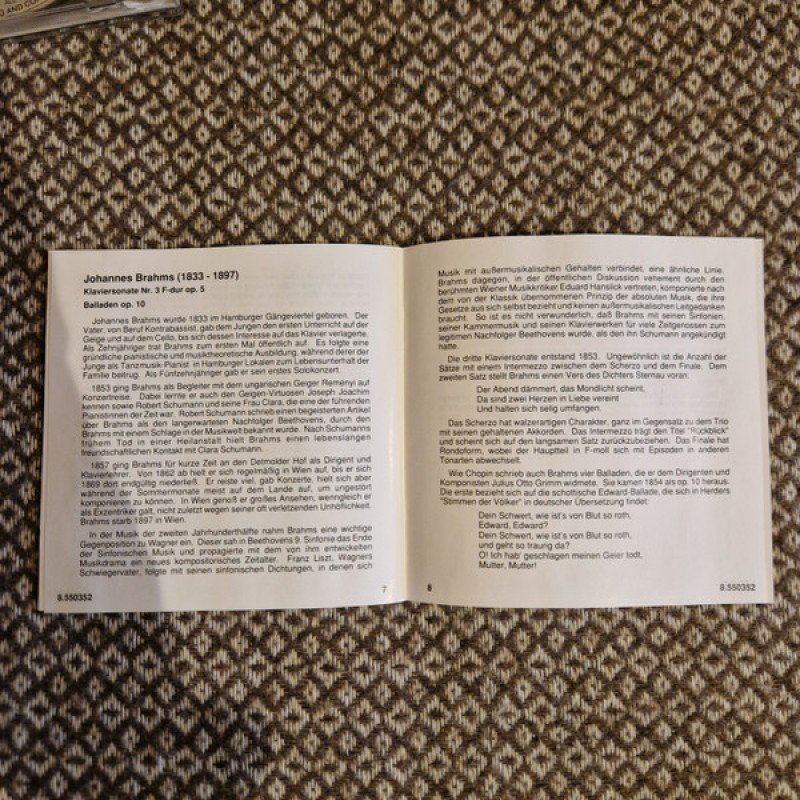 AND CO
Johannes Brahms (1833 - 1897)
Klaviersonate Nr. 3 F-dur op. 5
Balladen op. 10
Johannes Brahms wurde 1833 im Hamburger Gängeviertel geboren. Der
Vater, von Beruf Kontrabassist, gab dem Jungen den ersten Unterricht auf der
Geige und auf dem Cello, bis sich dessen Interesse auf das Klavier verlagerte.
Als Zehnjähriger trat Brahms zum ersten Mal öffentlich auf. Es folgte eine
gründliche pianistische und musiktheoretische Ausbildung, während derer der
Junge als Tanzmusik-Pianist in Hamburger Lokalen zum Lebensunterhalt der
Familie beitrug. Als Fünfzehnjähriger gab er sein erstes Solokonzert.
1853 ging Brahms als Begleiter mit dem ungarischen Geiger Reményi auf
Konzertreise. Dabei lernte er auch den Geigen-Virtuosen Joseph Joachim
kennen sowie Robert Schumann und seine Frau Clara, die eine der führenden
Pianistinnen der Zeit war. Robert Schumann schrieb einen begeisterten Artikel
über Brahms als den langerwarteten Nachfolger Beethovens, durch den
Brahms mit einem Schlage in der Musikwelt bekannt wurde. Nach Schumanns
frühem Tod in einer Heilanstalt hielt Brahms einen lebenslangen
freundschaftlichen Kontakt mit Clara Schumann.
1857 ging Brahms für kurze Zeit an den Detmolder Hof als Dirigent und
Klavierlehrer. Von 1862 ab hielt er sich regelmäßig in Wien auf, bis er sich
1869 dort endgültig niederließ. Er reiste viel, gab Konzerte, hielt sich aber
während der Sommermonate meist auf dem Lande auf, um ungestört
komponieren zu können. In Wien genoß er großes Ansehen, wenngleich er
als Exzentriker galt, nicht zuletzt wegen seiner oft verletzenden Unhöflichkeit.
Brahms starb 1897 in Wien.
In der Musik der zweiten Jahrhunderthälfte nahm Brahms eine wichtige
Gegenposition zu Wagner ein. Dieser sah in Beethovens 9. Sinfonie das Ende
der Sinfonischen Musik und propagierte mit dem von ihm entwickelten
Musikdrama ein neues kompositorisches Zeitalter. Franz Liszt, Wagners
Schwiegervater, folgte mit seinen sinfonischen Dichtungen, in denen sich
8.550352
7
Musik mit außermusikalischen Gehalten verbindet, eine ähnliche Linie.
Brahms dagegen, in der öffentlichen Diskussion vehement durch den
berühmten Wiener Musikkrötiker Eduard Hanslick vertreten, komponierte nach
dem von der Klassik übernommenen Prinzip der absoluten Musik, die ihre
Gesetze aus sich selbst bezieht und keinen außermusikalischen Leitgedanken
braucht. So ist es nicht verwunderlich, daß Brahms mit seinen Sinfonien,
seiner Kammermusik und seinen Klavierwerken für viele Zeitgenossen zum
legitimen Nachfolger Beethovens wurde, als den ihn Schumann angekündigt
hatte.
Die dritte Klaviersonate entstand 1853. Ungewöhnlich ist die Anzahl der
Sätze mit einem Intermezzo zwischen dem Scherzo und dem Finale. Dem
zweiten Satz stellt Brahms einen Vers des Dichters Sternau voran:
Der Abend dämmert, das Mondlicht scheint,
Da sind zwei Herzen in Liebe vereint
Und halten sich selig umfangen.
Das Scherzo hat walzerartigen Charakter, ganz im Gegensatz zu dem Trio
mit seinen gehaltenen Akkorden. Das Intermezzo trägt den Titel "Rückblick"
und scheint sich auf den langsamen Satz zurückzubeziehen. Das Finale hat
Rondoform, wobei der Hauptteil in F-moll sich mit Episoden in anderen
Tonarten abwechselt.
Wie Chopin schrieb auch Brahms vier Balladen, die er dem Dirigenten und
Komponisten Julius Otto Grimm widmete. Sie kamen 1854 als op. 10 heraus.
Die erste bezieht sich auf die schottische Edward-Ballade, die sich in Herders
"Stimmen der Völker" in deutscher Übersetzung findet:
Dein Schwert, wie ist's von Blut so roth,
Edward, Edward?
Dein Schwert, wie ist's von Blut so roth,
und geht so traurig da?
O! Ich hab' geschlagen meinen Geier todt,
Mutter, Mutter!
8
8.550352